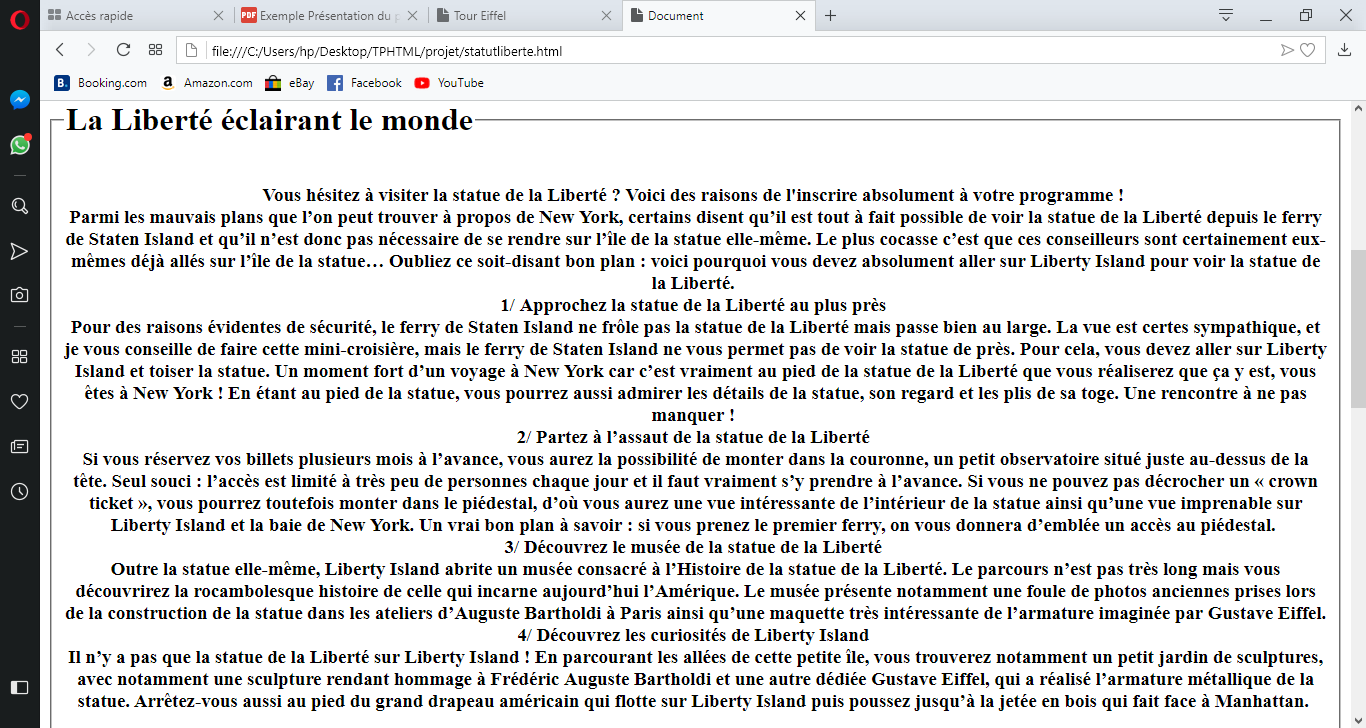 Accès rapide
Exemple Présentation du p
Tour Eiffel
Document
file:///C:/Users/hp/Desktop/TPHTML/projet/statutliberte.html
B. Booking.com
a Amazon.com
eBay
Facebook
YouTube
La Liberté éclairant le monde
Vous hésitez à visiter la statue de la Liberté ? Voici des raisons de l'inscrire absolument à votre programme !
Parmi les mauvais plans que l’on peut trouver à propos de New York, certains disent qu’il est tout à fait possible de voir la statue de la Liberté depuis le ferry
de Staten Island et qu’il n’est donc pas nécessaire de se rendre sur l’île de la statue elle-même. Le plus cocasse c’est que ces conseilleurs sont certainement eux-
mêmes déjà allés sur l’île de la statue… Oubliez ce soit-disant bon plan : voici pourquoi vous devez absolument aller sur Liberty Island pour voir la statue de
la Liberté.
1/ Approchez la statue de la Liberté au plus près
Pour des raisons évidentes de sécurité, le ferry de Staten Island ne frôle pas la statue de la Liberté mais passe bien au large. La vue est certes sympathique, et
je vous conseille de faire cette mini-croisière, mais le ferry de Staten Island ne vous permet pas de voir la statue de près. Pour cela, vous devez aller sur Liberty
Island et toiser la statue. Un moment fort d’un voyage à New York car c’est vraiment au pied de la statue de la Liberté que vous réaliserez que ça y est, vous
êtes à New York ! En étant au pied de la statue, vous pourrez aussi admirer les détails de la statue, son regard et les plis de sa toge. Une rencontre à ne pas
manquer !
2/ Partez à l’assaut de la statue de la Liberté
Si vous réservez vos billets plusieurs mois à l’avance, vous aurez la possibilité de monter dans la couronne, un petit observatoire situé juste au-dessus de la
tête. Seul souci : l’accès est limité à très peu de personnes chaque jour et il faut vraiment s’y prendre à l’avance. Si vous ne pouvez pas décrocher un « crown
ticket », vous pourrez toutefois monter dans le piédestal, d’où vous aurez une vue intéressante de l’intérieur de la statue ainsi qu’une vue imprenable sur
Liberty Island et la baie de New York. Un vrai bon plan à savoir : si vous prenez le premier ferry, on vous donnera d’emblée un accès au piédestal.
3/ Découvrez le musée de la statue de la Liberté
Outre la statue elle-même, Liberty Island abrite un musée consacré à l’Histoire de la statue de la Liberté. Le parcours n’est pas très long mais vous
découvrirez la rocambolesque histoire de celle qui incarne aujourd’hui l’Amérique. Le musée présente notamment une foule de photos anciennes prises lors
de la construction de la statue dans les ateliers d’Auguste Bartholdi à Paris ainsi qu’une maquette très intéressante de l’armature imaginée par Gustave Eiffel.
4/ Découvrez les curiosités de Liberty Island
Il n’y a pas que la statue de la Liberté sur Liberty Island ! En parcourant les allées de cette petite île, vous trouverez notamment un petit jardin de sculptures,
avec notamment une sculpture rendant hommage à Frédéric Auguste Bartholdi et une autre dédiée Gustave Eiffel, qui a réalisé l’armature métallique de la
statue. Arrêtez-vous aussi au pied du grand drapeau américain qui flotte sur Liberty Island puis poussez jusqu’à la jetée en bois qui fait face à Manhattan.